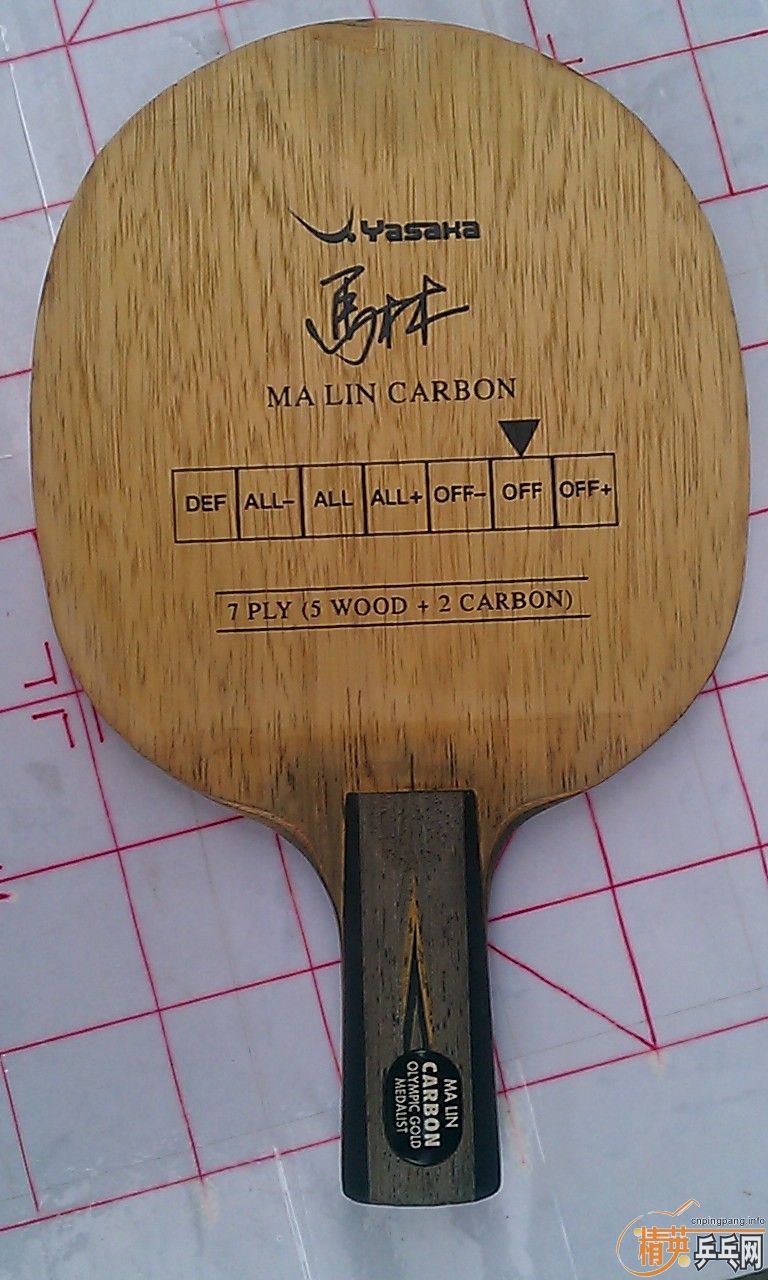 Yasaka
馬林
MA LIN CARBON
DEF ALL- ALL ALL+ OFF- OFF OFF+
7 PLY (5 WOOD + 2 CARBON)
MA LIN
CARBON
OLYMPIC GOLD
MEDALIST
cnpingpang.info
精英乒乓网